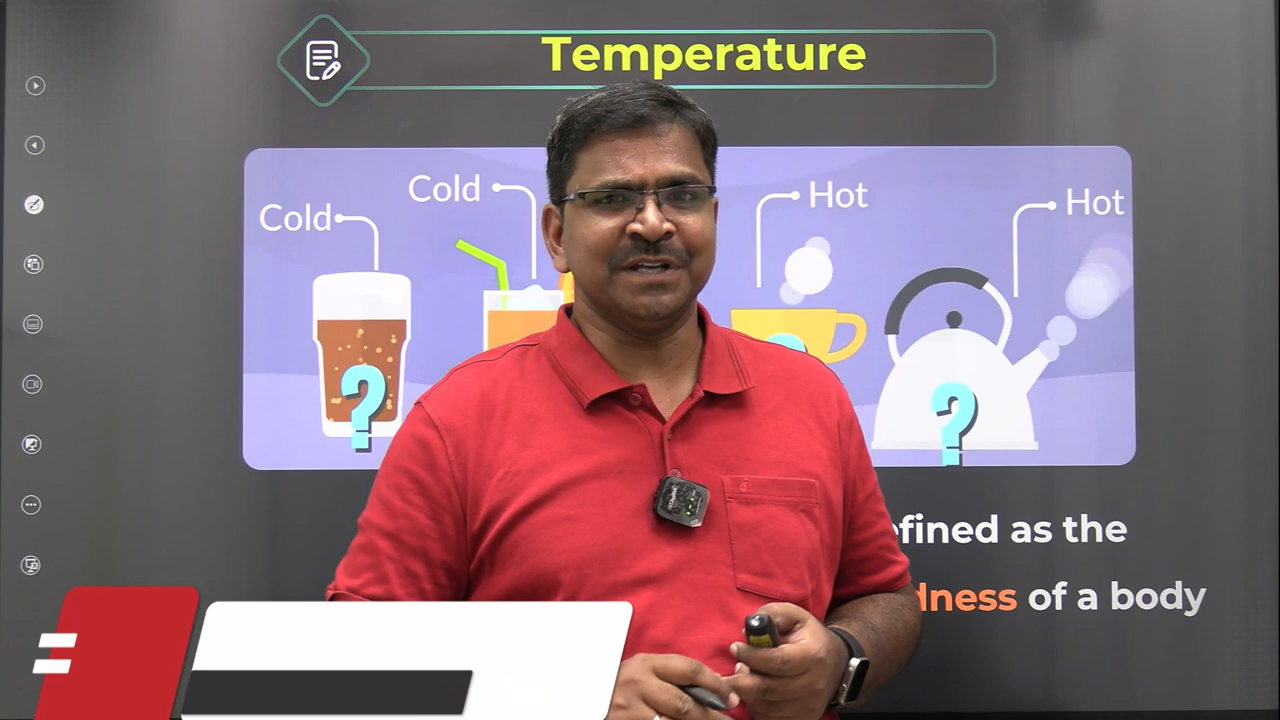 Temperature
Cold
Cold
Hot
Hot
?
?
efined as the
dness of a body